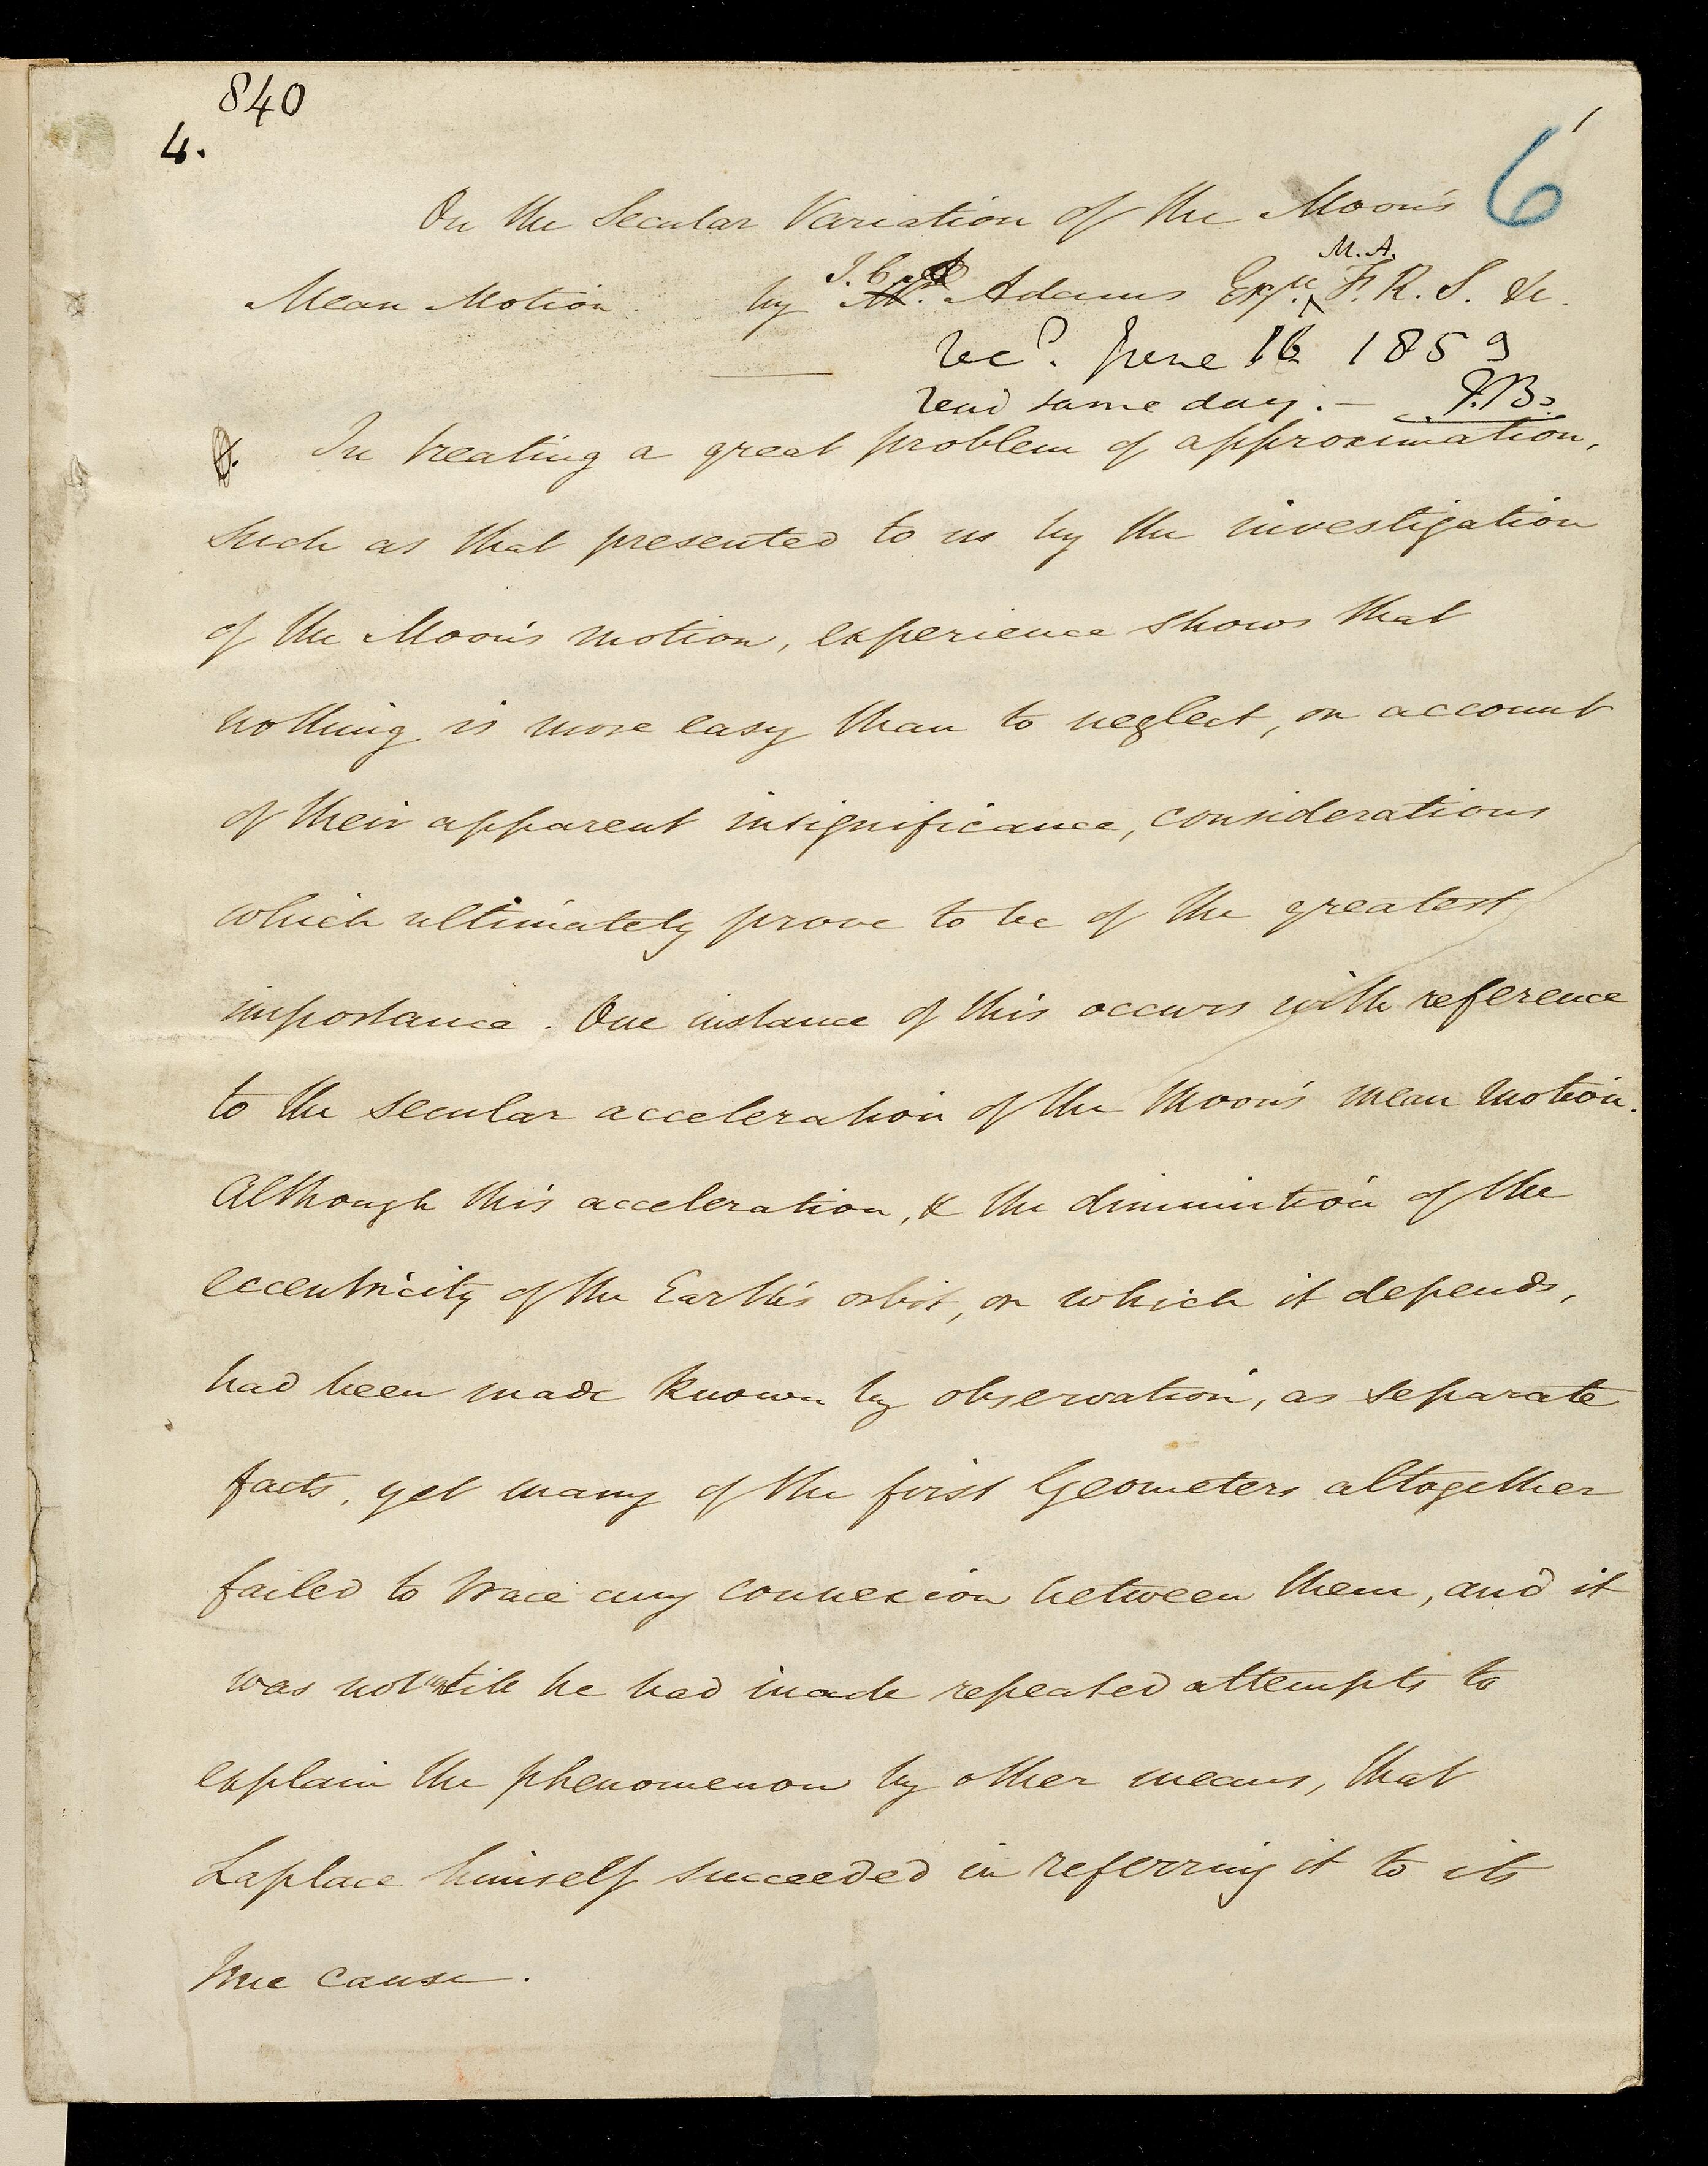 840
4.
6
On the Secular Variation of the Moon's
M.A.
Mean Motion. by J. C. Adams Esqre. F. R. S. &c.
Recd. June 16 1859
read same day. — T.B.
In treating a great problem of approximation,
such as that presented to us by the investigation
of the Moon's motion, experience shows that
nothing is more easy than to neglect, on account
of their apparent insignificance, considerations
which ultimately prove to be of the greatest
importance. One instance of this occurs with reference
to the secular acceleration of the Moon's mean motion.
Although this acceleration, & the diminution of the
eccentricity of the Earth's orbit, on which it depends,
had been made known by observation, as separate
facts, yet many of the first Geometers altogether
failed to trace any connexion between them, and it
was not until he had made repeated attempts to
explain the phenomenon by other means, that
Laplace himself succeeded in referring it to its
true cause.